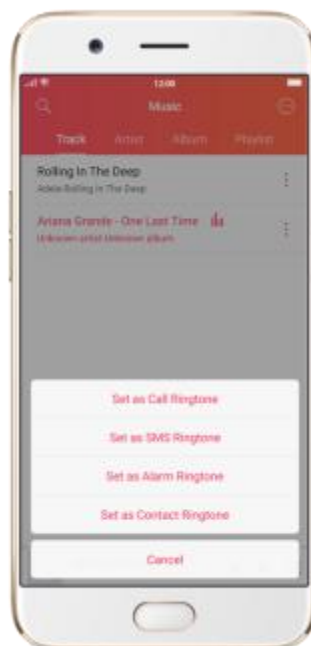 12:00
Music
Track Artist Album Playlist
Rolling In The Deep
Adele Rolling In The Deep
Ariana Grande - One Last Time
Unknown artist Unknown album
Set as Call Ringtone
Set as SMS Ringtone
Set as Alarm Ringtone
Set as Contact Ringtone
Cancel